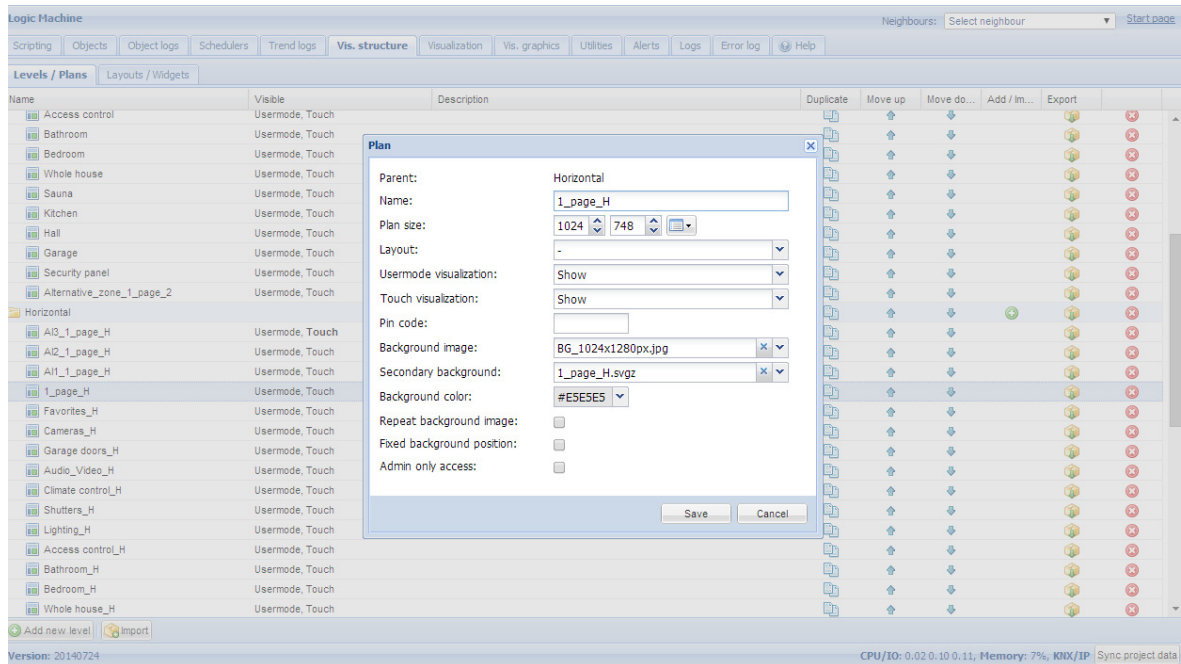 Logic Machine Neighbours: Select neighbour Start page
Scripting Objects Object logs Schedulers Trend logs Vis. structure Visualization Vis. graphics Utilities Alerts Logs Error log Help
Levels / Plans Layouts / Widgets
Name Visible Description Duplicate Move up Move do... Add / Im... Export
Access control Usermode, Touch
Bathroom Usermode, Touch
Bedroom Usermode, Touch
Whole house Usermode, Touch
Sauna Usermode, Touch
Kitchen Usermode, Touch
Hall Usermode, Touch
Garage Usermode, Touch
Security panel Usermode, Touch
Alternative_zone_1_page_2 Usermode, Touch
Horizontal
AI3_1_page_H Usermode, Touch
AI2_1_page_H Usermode, Touch
AI1_1_page_H Usermode, Touch
1_page_H Usermode, Touch
Favorites_H Usermode, Touch
Cameras_H Usermode, Touch
Garage doors_H Usermode, Touch
Audio_Video_H Usermode, Touch
Climate control_H Usermode, Touch
Shutters_H Usermode, Touch
Lighting_H Usermode, Touch
Access control_H Usermode, Touch
Bathroom_H Usermode, Touch
Bedroom_H Usermode, Touch
Whole house_H Usermode, Touch
Plan
Parent: Horizontal
Name: 1_page_H
Plan size: 1024 748
Layout: -
Usermode visualization: Show
Touch visualization: Show
Pin code:
Background image: BG_1024x1280px.jpg
Secondary background: 1_page_H.svgz
Background color: #E5E5E5
Repeat background image:
Fixed background position:
Admin only access:
Save Cancel
Add new level Import
Version: 20140724 CPU/IO: 0.02 0.10 0.11, Memory: 7%, KNX/IP Sync project data